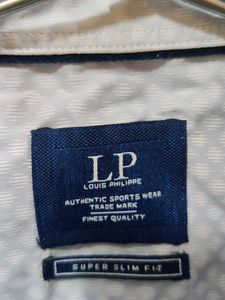 LP
LOUIS PHILIPPE
AUTHENTIC SPORTS WEAR
TRADE MARK
FINEST QUALITY
SUPER SLIM FIT